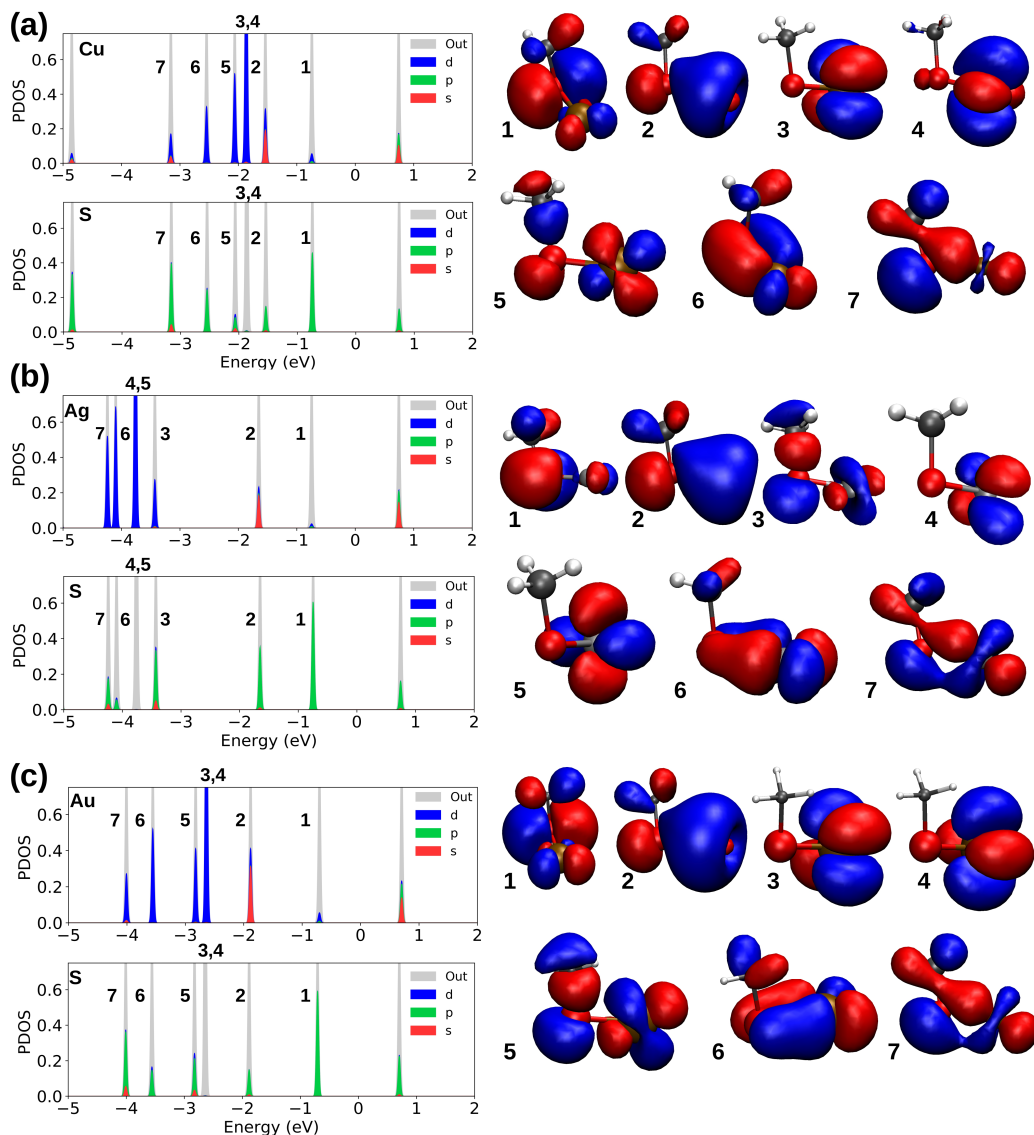 (a)
3,4
Cu
7 6 5 2 1
Out
d
p
s
PDOS
0.6
0.4
0.2
0.0
−5 −4 −3 −2 −1 0 1 2
3,4
S
7 6 5 2 1
Out
d
p
s
PDOS
0.6
0.4
0.2
0.0
−5 −4 −3 −2 −1 0 1 2
Energy (eV)
1 2 3 4
5 6 7
(b)
4,5
Ag
7 6 3 2 1
Out
d
p
s
PDOS
0.6
0.4
0.2
0.0
−5 −4 −3 −2 −1 0 1 2
4,5
S
7 6 3 2 1
Out
d
p
s
PDOS
0.6
0.4
0.2
0.0
−5 −4 −3 −2 −1 0 1 2
Energy (eV)
1 2 3 4
5 6 7
(c)
3,4
Au
7 6 5 2 1
Out
d
p
s
PDOS
0.6
0.4
0.2
0.0
−5 −4 −3 −2 −1 0 1 2
3,4
S
7 6 5 2 1
Out
d
p
s
PDOS
0.6
0.4
0.2
0.0
−5 −4 −3 −2 −1 0 1 2
Energy (eV)
1 2 3 4
5 6 7